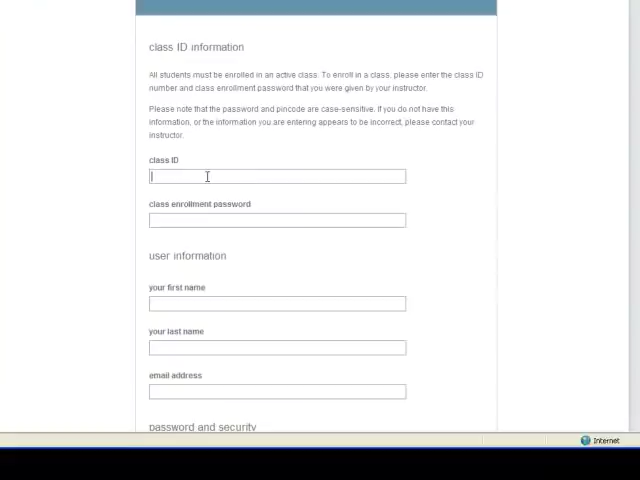 class ID information
All students must be enrolled in an active class. To enroll in a class, please enter the class ID
number and class enrollment password that you were given by your instructor.
Please note that the password and pincode are case-sensitive. If you do not have this
information, or the information you are entering appears to be incorrect, please contact your
instructor.
class ID
class enrollment password
user information
your first name
your last name
email address
password and security
Internet